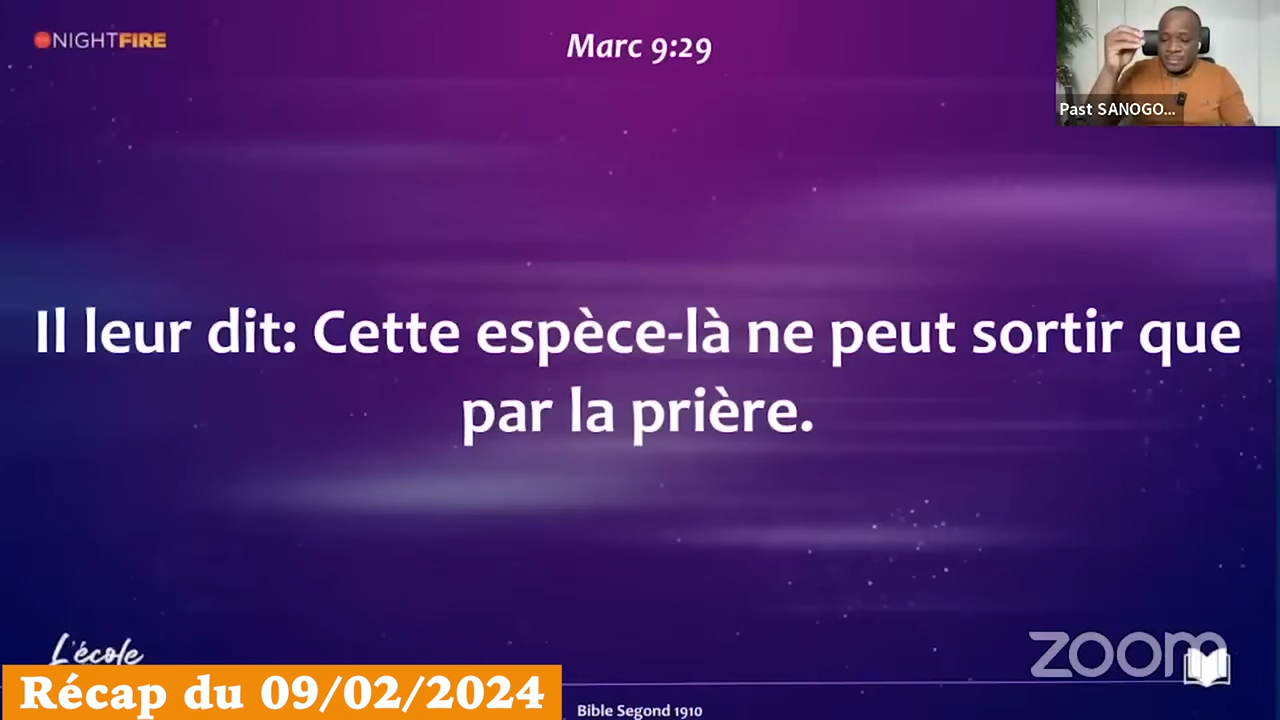 NIGHTFIRE
Marc 9:29
Past SANOGO...
Il leur dit: Cette espèce-là ne peut sortir que
par la prière.
L'école
zoom
Récap du 09/02/2024
Bible Segond 1910